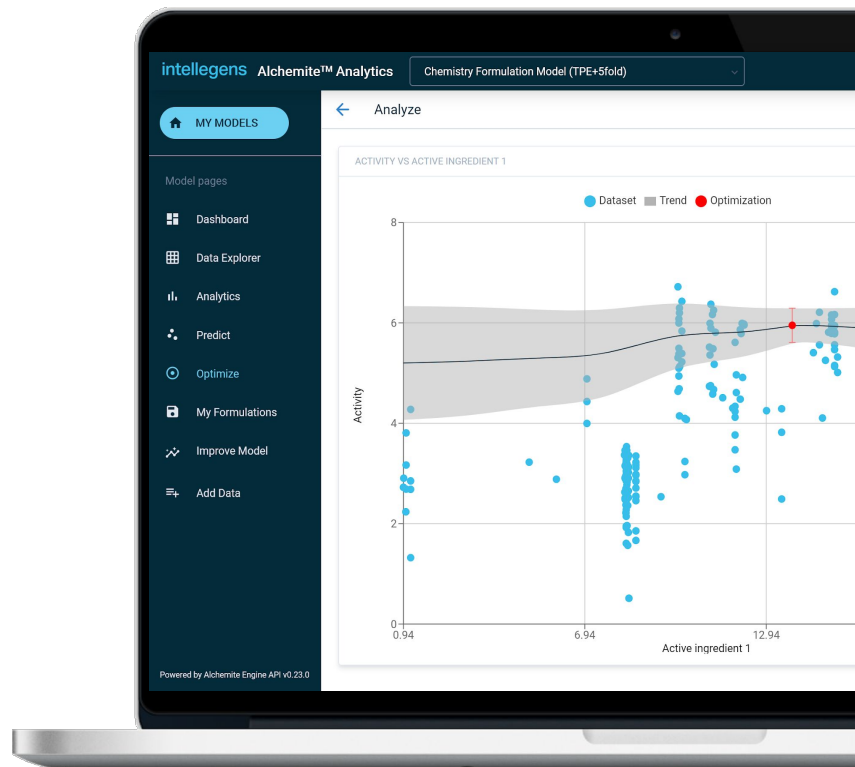 intellegens Alchemite™ Analytics
Chemistry Formulation Model (TPE+5fold)
MY MODELS
Analyze
Model pages
Dashboard
Data Explorer
Analytics
Predict
Optimize
My Formulations
Improve Model
Add Data
Powered by Alchemite Engine API v0.23.0
ACTIVITY VS ACTIVE INGREDIENT 1
Dataset Trend Optimization
8
6
4
2
0
Activity
0.94 6.94 12.94
Active ingredient 1